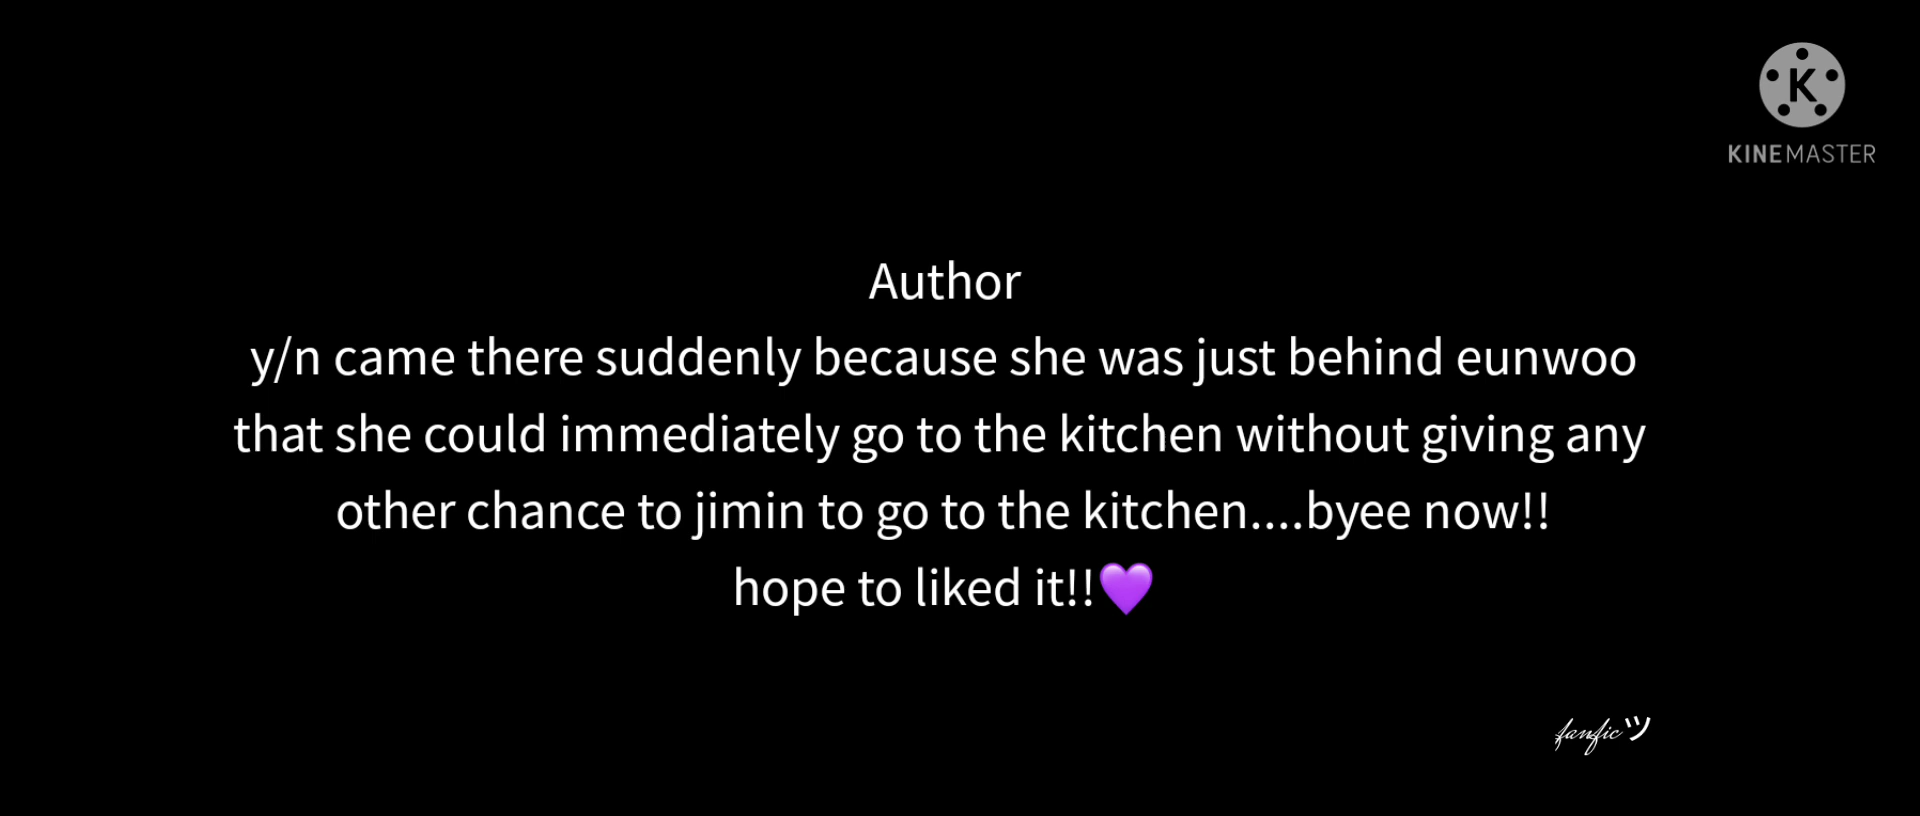 KINEMASTER
Author
y/n came there suddenly because she was just behind eunwoo
that she could immediately go to the kitchen without giving any
other chance to jimin to go to the kitchen....byee now!!
hope to liked it!!💜
fanficツ